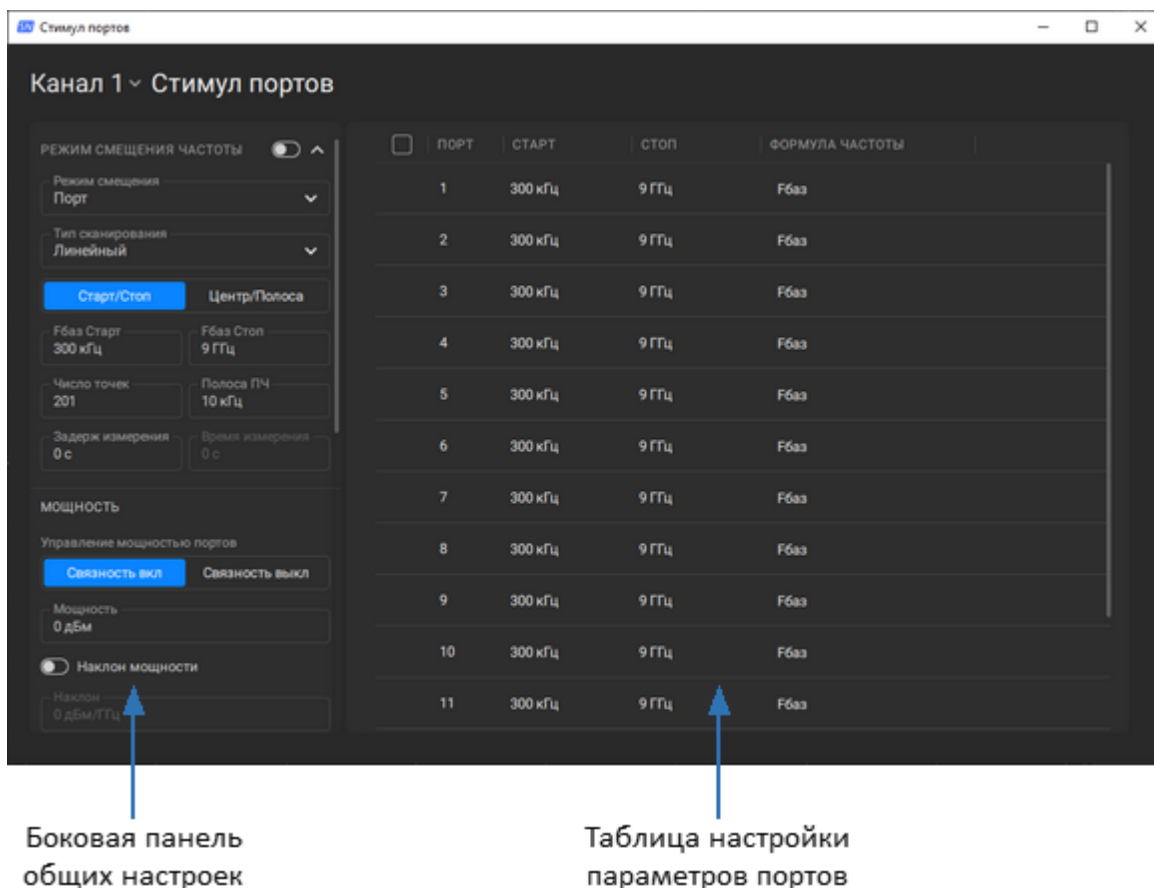 Стимул портов
Канал 1 Стимул портов
РЕЖИМ СМЕЩЕНИЯ ЧАСТОТЫ
Режим смещения
Порт
Тип сканирования
Линейный
Старт/Стоп Центр/Полоса
Fбаз Старт Fбаз Стоп
300 кГц 9 ГГц
Число точек Полоса ПЧ
201 10 кГц
Задерж измерения Время измерения
0 с 0 с
МОЩНОСТЬ
Управление мощностью портов
Связность вкл Связность выкл
Мощность
0 дБм
Наклон мощности
Наклон
0 дБм/ГГц
ПОРТ СТАРТ СТОП ФОРМУЛА ЧАСТОТЫ
1 300 кГц 9 ГГц Fбаз
2 300 кГц 9 ГГц Fбаз
3 300 кГц 9 ГГц Fбаз
4 300 кГц 9 ГГц Fбаз
5 300 кГц 9 ГГц Fбаз
6 300 кГц 9 ГГц Fбаз
7 300 кГц 9 ГГц Fбаз
8 300 кГц 9 ГГц Fбаз
9 300 кГц 9 ГГц Fбаз
10 300 кГц 9 ГГц Fбаз
11 300 кГц 9 ГГц Fбаз
Боковая панель
общих настроек
Таблица настройки
параметров портов